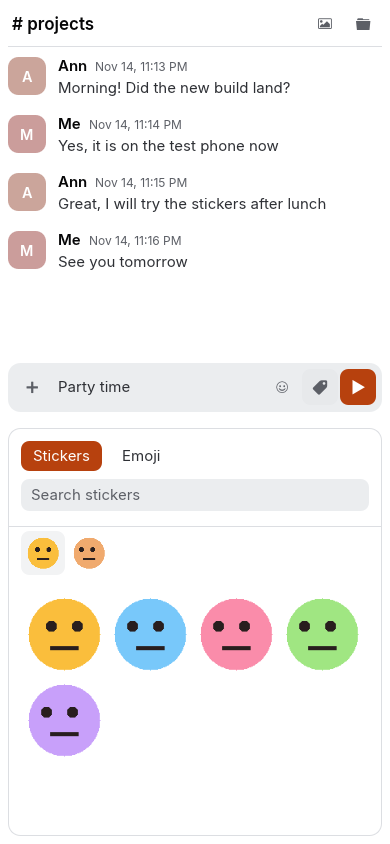 # projects
A
Ann Nov 14, 11:13 PM
Morning! Did the new build land?
M
Me Nov 14, 11:14 PM
Yes, it is on the test phone now
A
Ann Nov 14, 11:15 PM
Great, I will try the stickers after lunch
M
Me Nov 14, 11:16 PM
See you tomorrow
Party time
Stickers Emoji
Search stickers